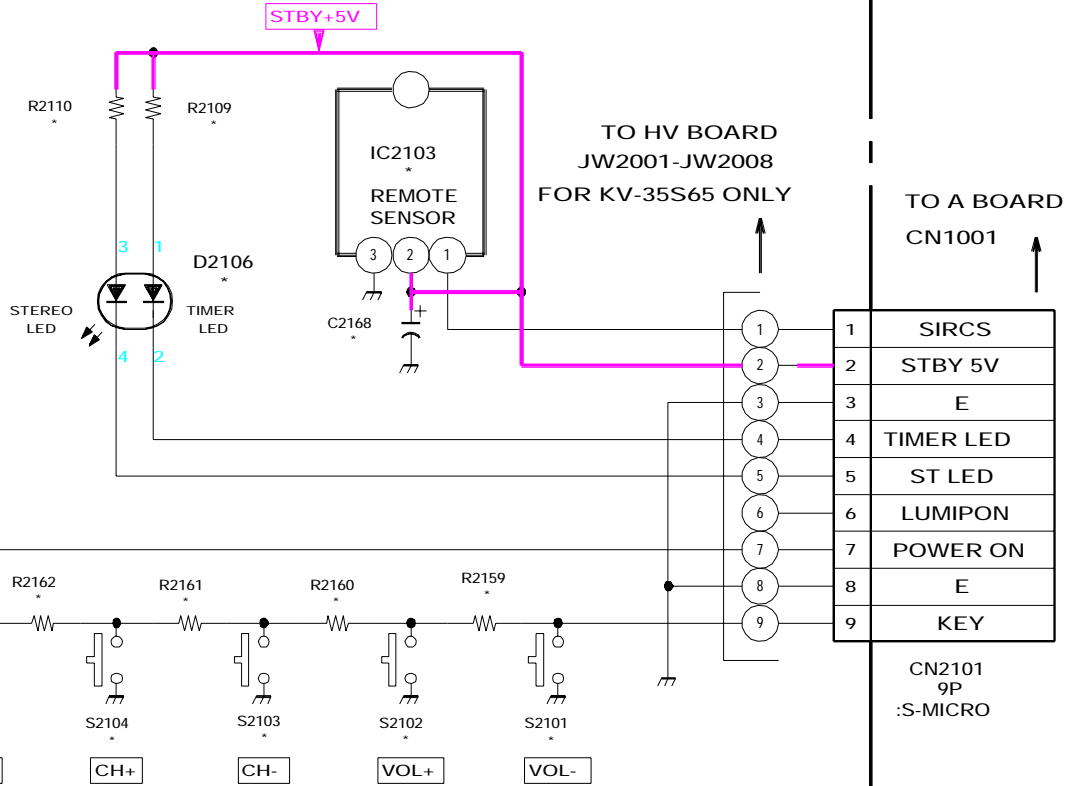 STBY+5V
R2110
*
R2109
*
IC2103
*
REMOTE
SENSOR
3
2
1
TO HV BOARD
JW2001-JW2008
FOR KV-35S65 ONLY
TO A BOARD
CN1001
3
1
D2106
*
STEREO
LED
TIMER
LED
4
2
C2168
*
+
1
1
SIRCS
2
2
STBY 5V
3
3
E
4
4
TIMER LED
5
5
ST LED
6
6
LUMIPON
7
7
POWER ON
8
8
E
9
9
KEY
R2162
*
R2161
*
R2160
*
R2159
*
CN2101
9P
:S-MICRO
S2104
*
S2103
*
S2102
*
S2101
*
CH+
CH-
VOL+
VOL-